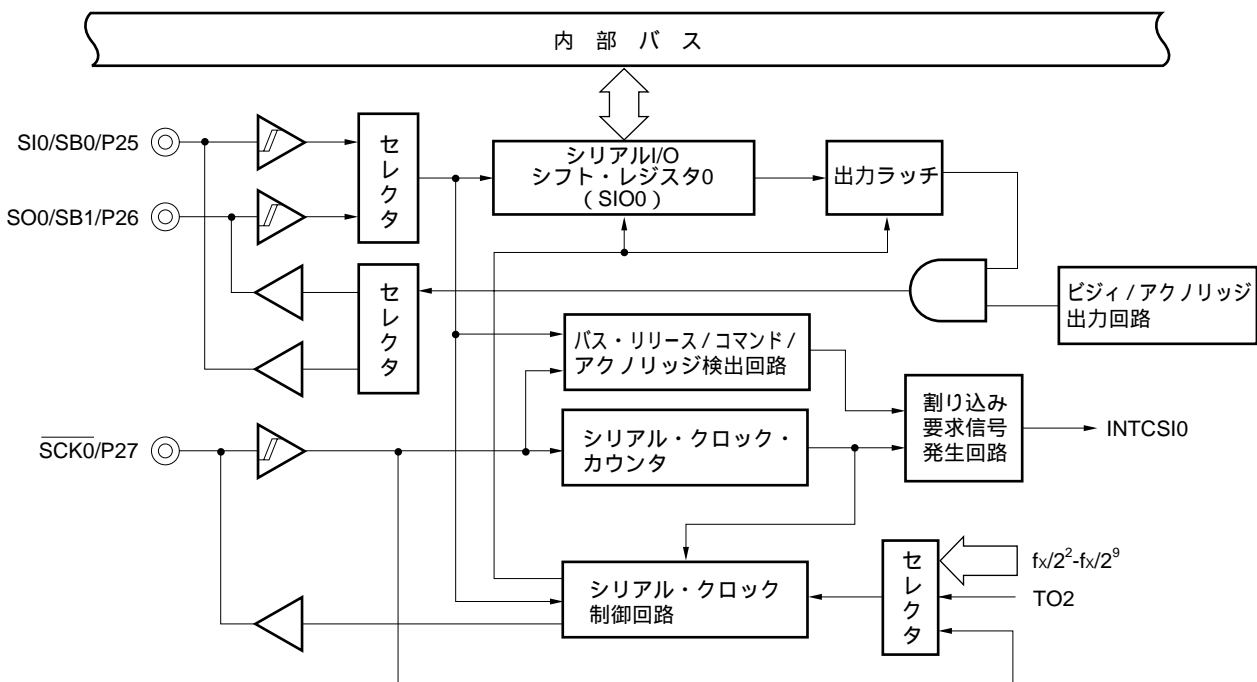 内 部 バ ス
SI0/SB0/P25
セレクタ
シリアルI/O
シフト・レジスタ0
（SIO0）
出力ラッチ
SO0/SB1/P26
セレクタ
ビジィ/アクノリッジ
出力回路
バス・リリース/コマンド/
アクノリッジ検出回路
割り込み
要求信号
発生回路
INTCSI0
SCK0/P27
シリアル・クロック・
カウンタ
シリアル・クロック
制御回路
セレクタ
fx/2²-fx/2⁹
TO2